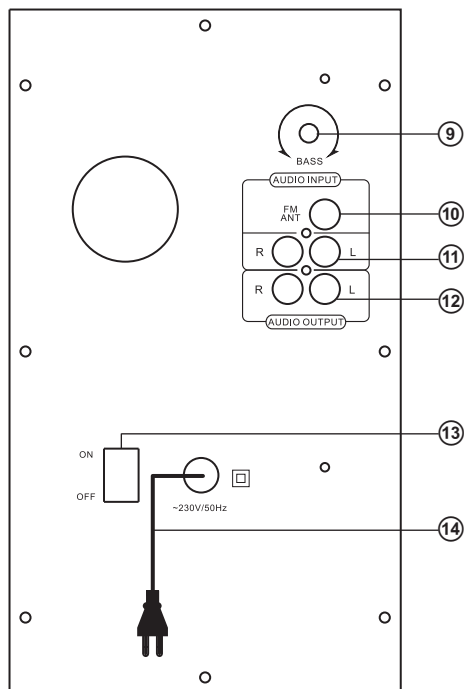 9
BASS
AUDIO INPUT
FM
ANT
10
R
L
11
R
L
12
AUDIO OUTPUT
13
ON
OFF
~230V/50Hz
14